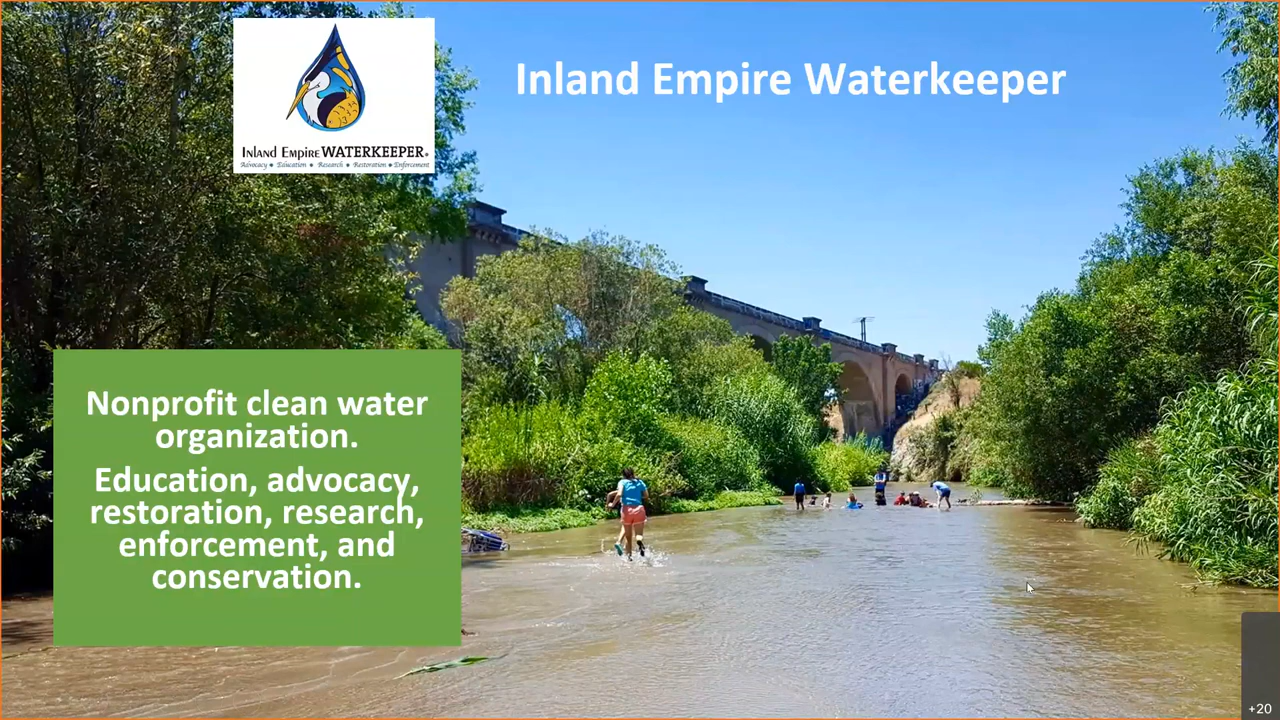 Inland Empire WATERKEEPER
Advocacy • Education • Research • Restoration • Enforcement
Inland Empire Waterkeeper
Nonprofit clean water
organization.
Education, advocacy,
restoration, research,
enforcement, and
conservation.
+20